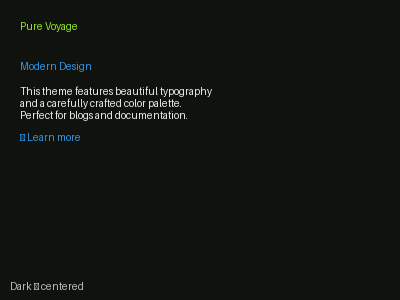 Pure Voyage
Modern Design
This theme features beautiful typography
and a carefully crafted color palette.
Perfect for blogs and documentation.
Learn more
Dark centered